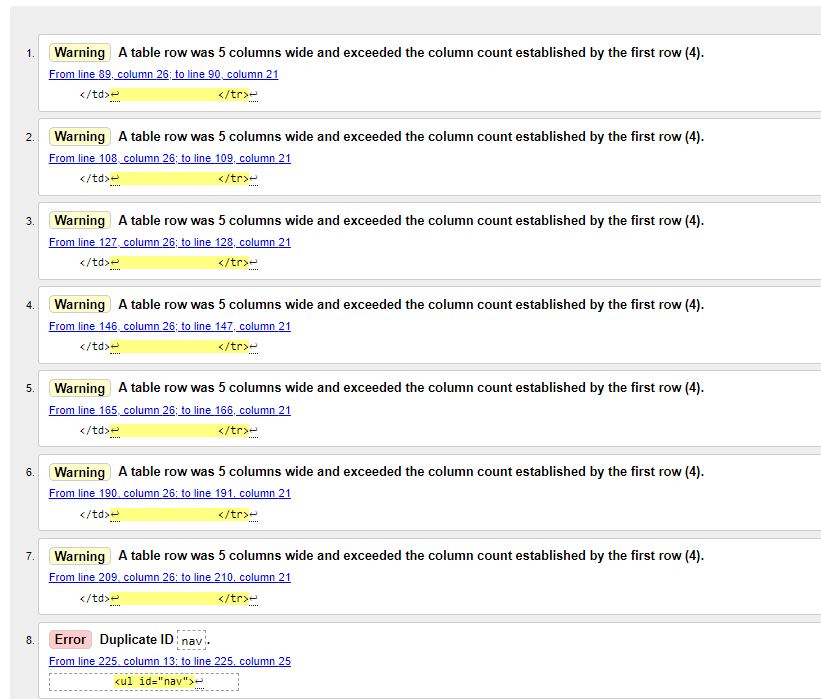 1. Warning A table row was 5 columns wide and exceeded the column count established by the first row (4).
From line 89, column 26; to line 90, column 21
</td>↩ </tr>↩
2. Warning A table row was 5 columns wide and exceeded the column count established by the first row (4).
From line 108, column 26; to line 109, column 21
</td>↩ </tr>↩
3. Warning A table row was 5 columns wide and exceeded the column count established by the first row (4).
From line 127, column 26; to line 128, column 21
</td>↩ </tr>↩
4. Warning A table row was 5 columns wide and exceeded the column count established by the first row (4).
From line 146, column 26; to line 147, column 21
</td>↩ </tr>↩
5. Warning A table row was 5 columns wide and exceeded the column count established by the first row (4).
From line 165, column 26; to line 166, column 21
</td>↩ </tr>↩
6. Warning A table row was 5 columns wide and exceeded the column count established by the first row (4).
From line 190, column 26; to line 191, column 21
</td>↩ </tr>↩
7. Warning A table row was 5 columns wide and exceeded the column count established by the first row (4).
From line 209, column 26; to line 210, column 21
</td>↩ </tr>↩
8. Error Duplicate ID nav.
From line 225, column 13; to line 225, column 25
<ul id="nav">↩